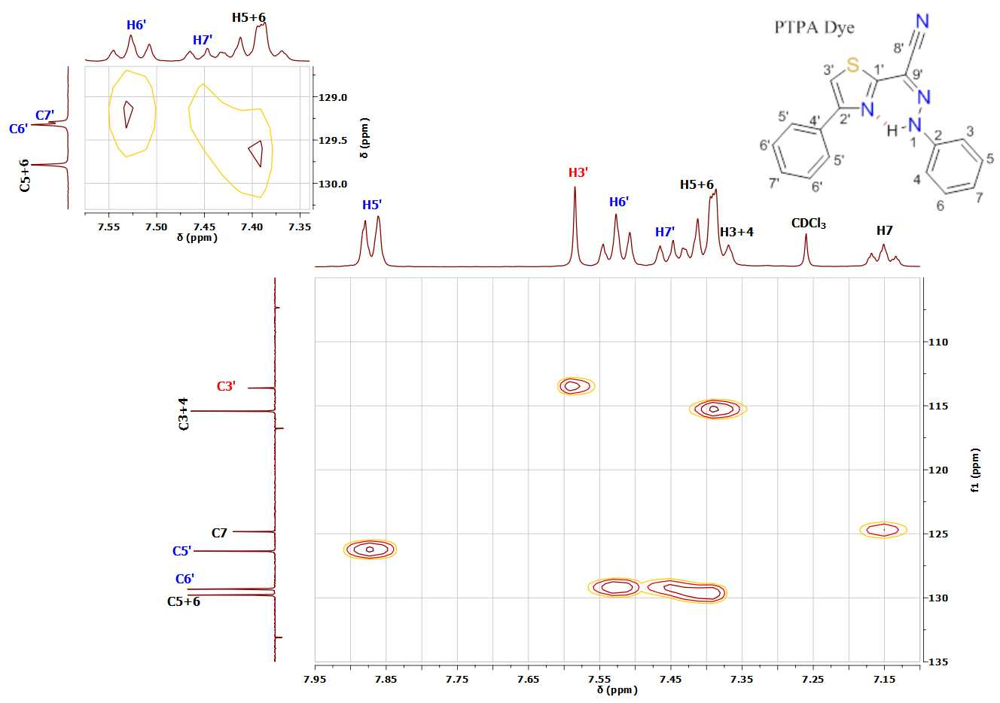 H6'
H7'
H5+6
129.0
129.5
130.0
δ (ppm)
C7'
C6'
C5+6
7.55
7.50
7.45
7.40
7.35
δ (ppm)
PTPA Dye
N
8'
S
3'
1'
9'
N
N
2'
H
N
1
4'
5'
6'
7'
5'
6'
2
3
5
4
6
7
H5'
H3'
H6'
H7'
H5+6
H3+4
CDCl₃
H7
C3'
C3+4
C7
C5'
C6'
C5+6
110
115
120
125
130
135
f1 (ppm)
7.95
7.85
7.75
7.65
7.55
7.45
7.35
7.25
7.15
δ (ppm)